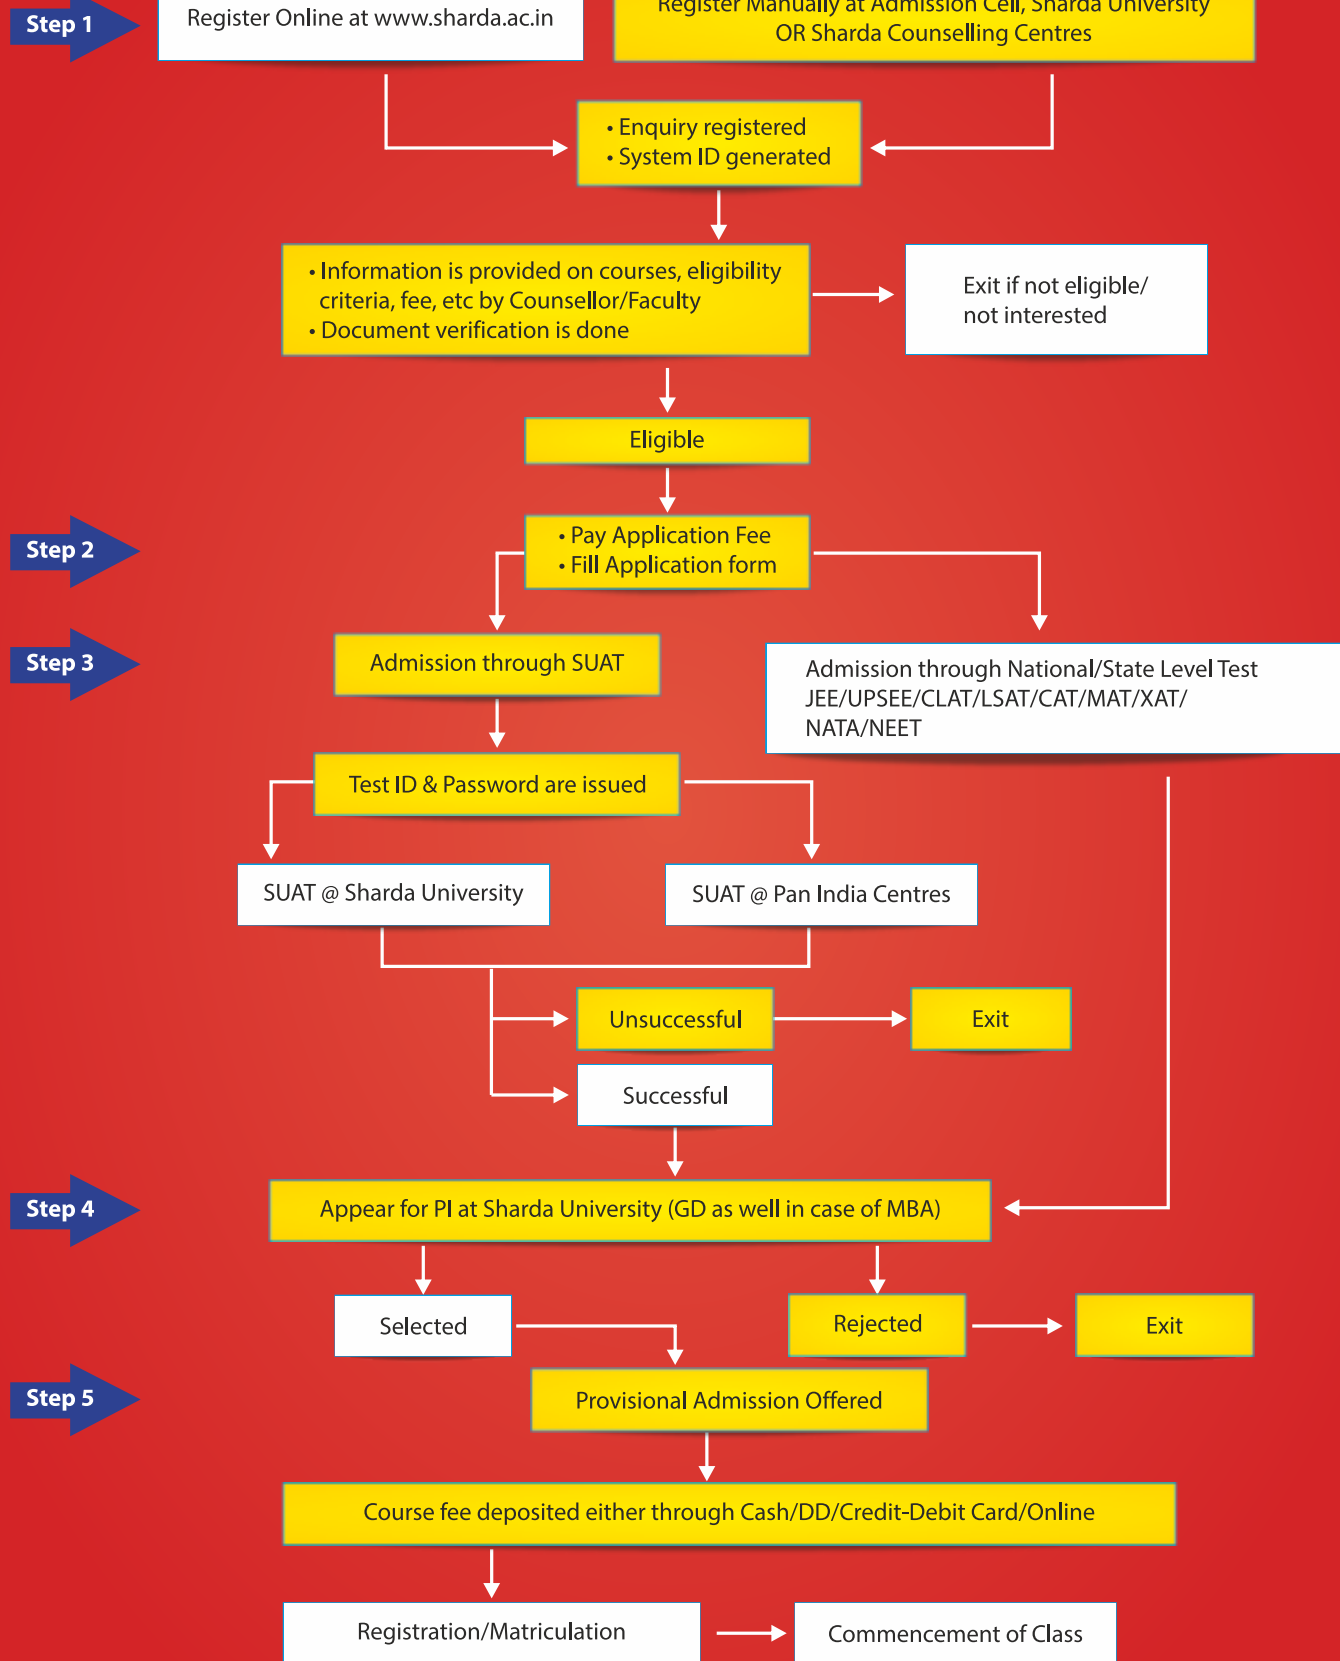 Step 1
Register Online at www.sharda.ac.in
Register Manually at Admission Cell, Sharda University
OR Sharda Counselling Centres
• Enquiry registered
• System ID generated
• Information is provided on courses, eligibility
criteria, fee, etc by Counsellor/Faculty
• Document verification is done
Exit if not eligible/
not interested
Eligible
Step 2
• Pay Application Fee
• Fill Application form
Step 3
Admission through SUAT
Admission through National/State Level Test
JEE/UPSEE/CLAT/LSAT/CAT/MAT/XAT/
NATA/NEET
Test ID & Password are issued
SUAT @ Sharda University
SUAT @ Pan India Centres
Unsuccessful
Exit
Successful
Step 4
Appear for PI at Sharda University (GD as well in case of MBA)
Selected
Rejected
Exit
Step 5
Provisional Admission Offered
Course fee deposited either through Cash/DD/Credit-Debit Card/Online
Registration/Matriculation
Commencement of Class